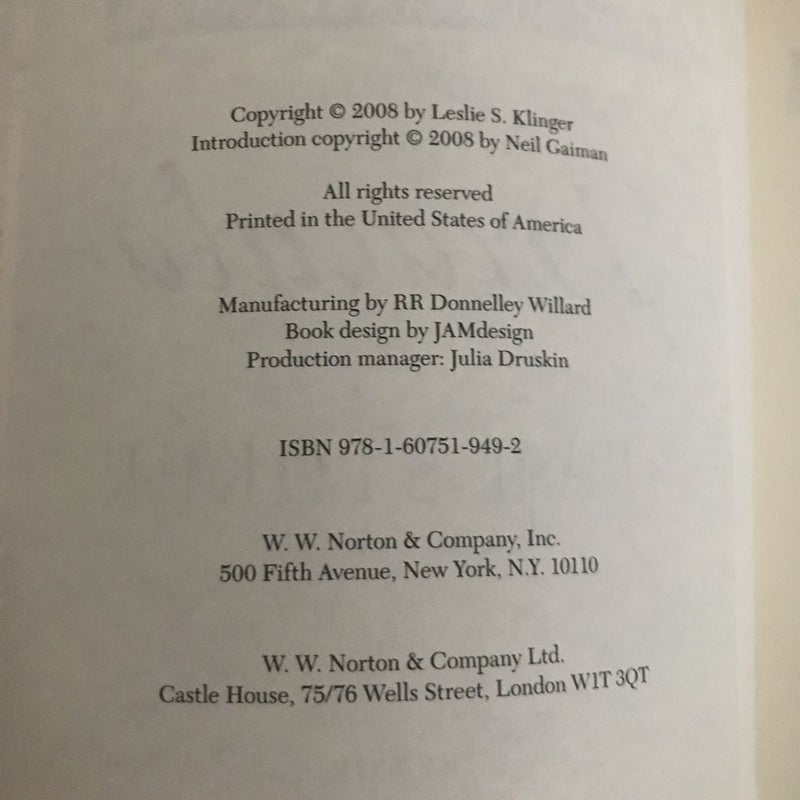 Copyright © 2008 by Leslie S. Klinger
Introduction copyright © 2008 by Neil Gaiman
All rights reserved
Printed in the United States of America
Manufacturing by RR Donnelley Willard
Book design by JAMdesign
Production manager: Julia Druskin
ISBN 978-1-60751-949-2
W. W. Norton & Company, Inc.
500 Fifth Avenue, New York, N.Y. 10110
W. W. Norton & Company Ltd.
Castle House, 75/76 Wells Street, London W1T 3QT